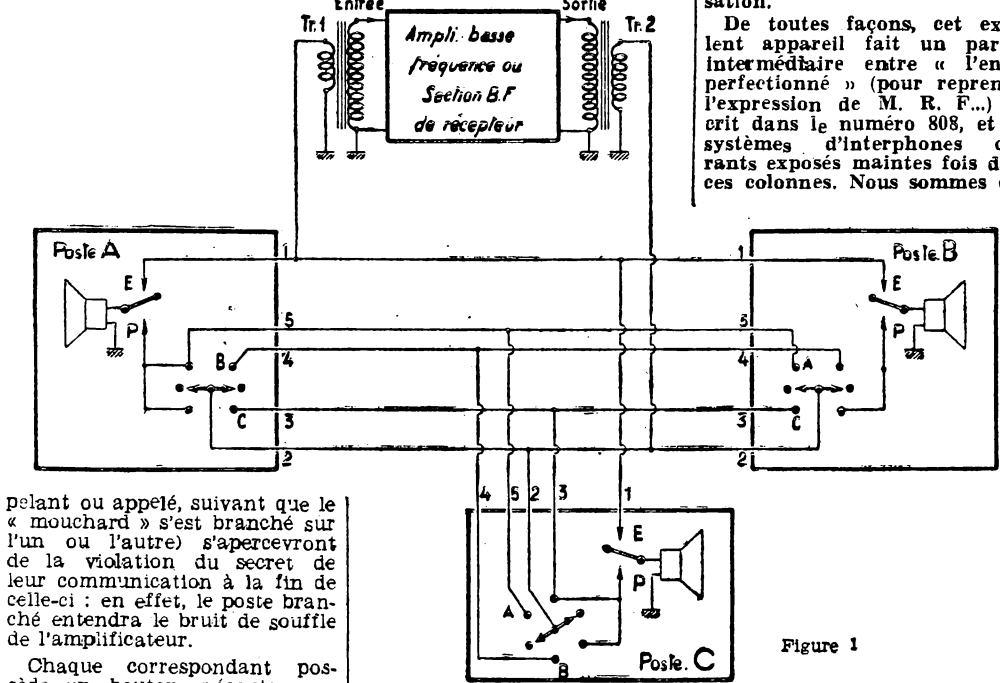 Entrée
Sortie
Tr.1
Tr.2
Ampli. basse
fréquence ou
Section B.F
de récepteur
sation.
De toutes façons, cet ex
lent appareil fait un par
intermédiaire entre « l'en
perfectionné » (pour repren
l'expression de M. R. F...)
crit dans le numéro 808, et
systèmes d'interphones c
rants exposés maintes fois d
ces colonnes. Nous sommes
Poste A
E
P
B
C
1
5
4
3
2
Poste B
E
P
A
C
1
5
4
3
2
4 5 2 3 1
E
P
A
B
Poste. C
pelant ou appelé, suivant que le
« mouchard » s'est branché sur
l'un ou l'autre) s'apercevront
de la violation du secret de
leur communication à la fin de
celle-ci : en effet, le poste bran-
ché entendra le bruit de souffle
de l'amplificateur.
Chaque correspondant pos-
Figure 1